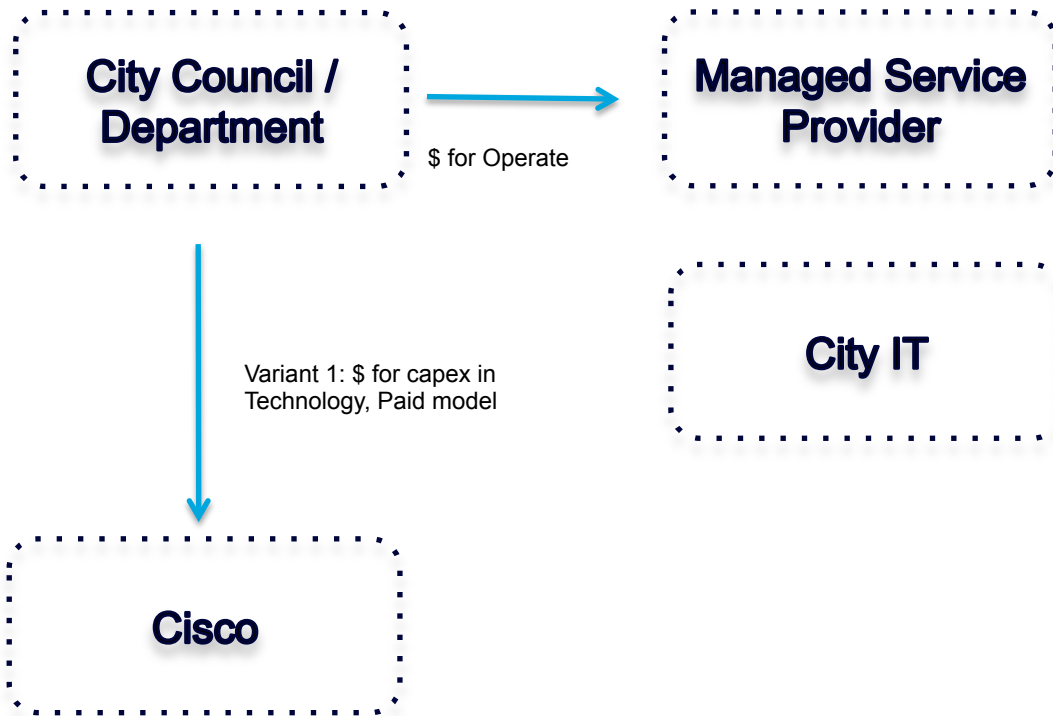 City Council /
Department
Managed Service
Provider
$ for Operate
City IT
Variant 1: $ for capex in
Technology, Paid model
Cisco